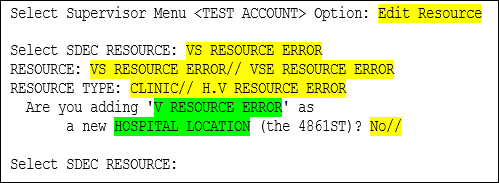 Select Supervisor Menu <TEST ACCOUNT> Option: Edit Resource
Select SDEC RESOURCE: VS RESOURCE ERROR
RESOURCE: VS RESOURCE ERROR// VSE RESOURCE ERROR
RESOURCE TYPE: CLINIC// H.V RESOURCE ERROR
Are you adding 'V RESOURCE ERROR' as
a new HOSPITAL LOCATION (the 4861ST)? No//
Select SDEC RESOURCE: